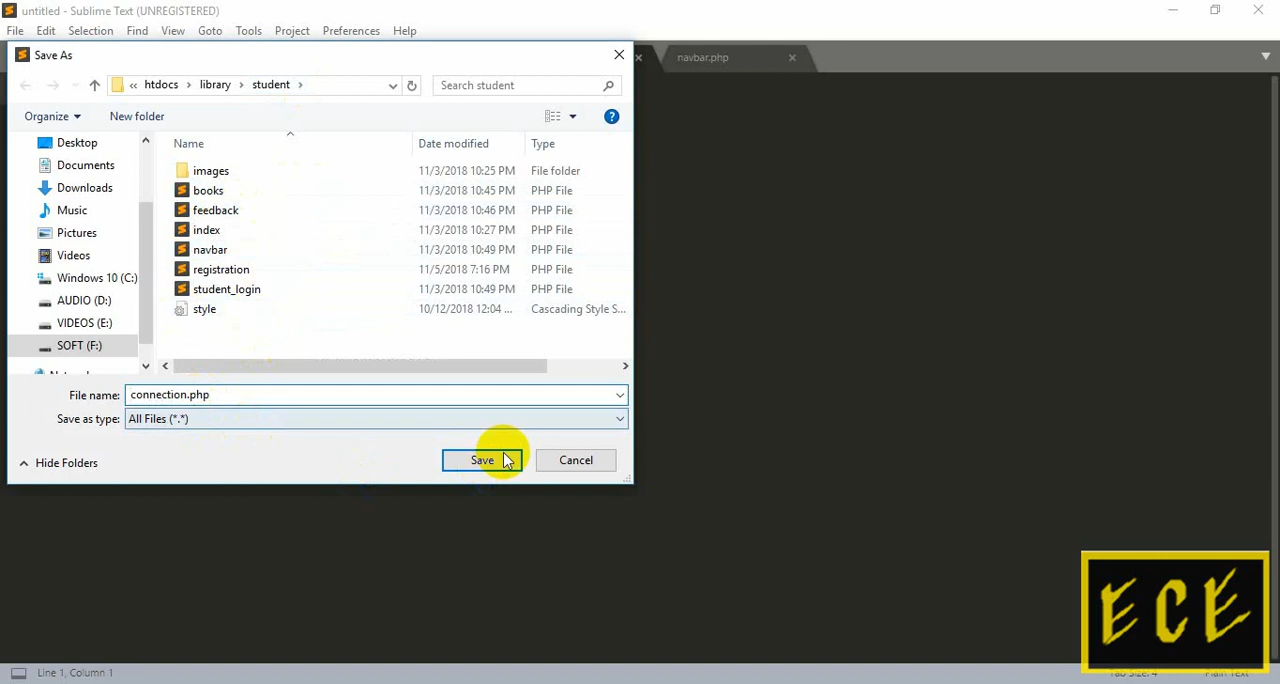 untitled - Sublime Text (UNREGISTERED)
File Edit Selection Find View Goto Tools Project Preferences Help
Save As
navbar.php
« htdocs › library › student ›
Search student
Organize
New folder
Name Date modified Type
Desktop
Documents
Downloads
Music
Pictures
Videos
Windows 10 (C:)
AUDIO (D:)
VIDEOS (E:)
SOFT (F:)
images 11/3/2018 10:25 PM File folder
books 11/3/2018 10:45 PM PHP File
feedback 11/3/2018 10:46 PM PHP File
index 11/3/2018 10:27 PM PHP File
navbar 11/3/2018 10:49 PM PHP File
registration 11/5/2018 7:16 PM PHP File
student_login 11/3/2018 10:49 PM PHP File
style 10/12/2018 12:04 ... Cascading Style S...
File name: connection.php
Save as type: All Files (*.*)
Hide Folders
Save
Cancel
ECE
Line 1, Column 1
Tab Size: 4
Plain Text